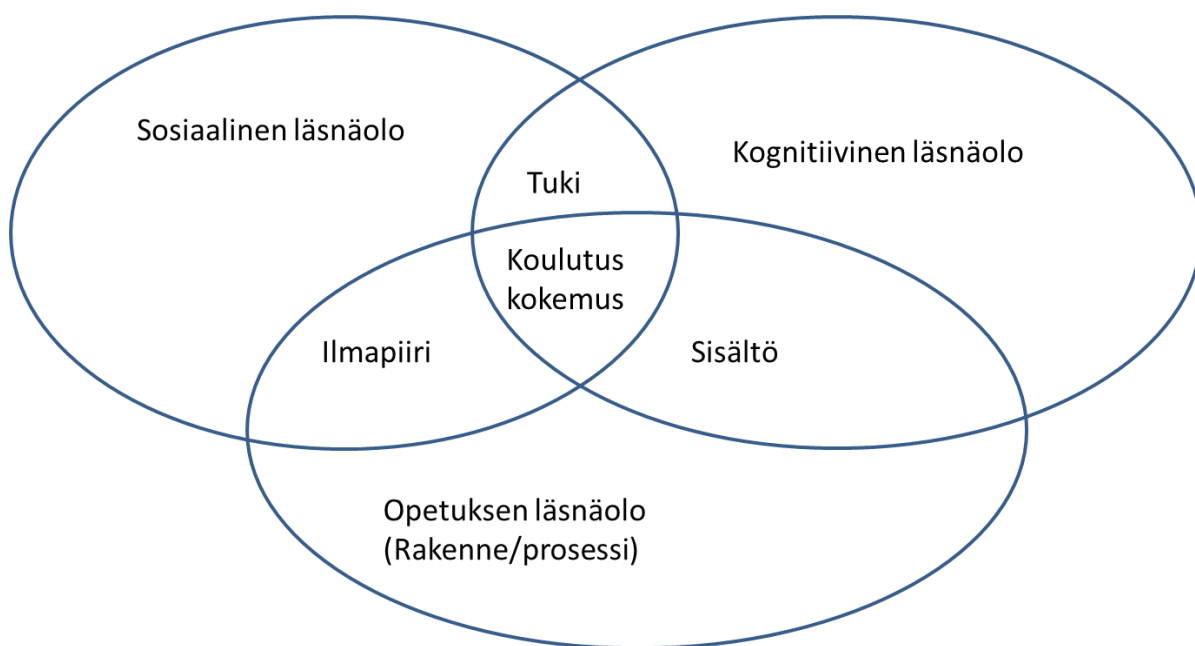 Sosiaalinen läsnäolo
Kognitiivinen läsnäolo
Tuki
Koulutus
kokemus
Ilmapiiri
Sisältö
Opetuksen läsnäolo
(Rakenne/prosessi)